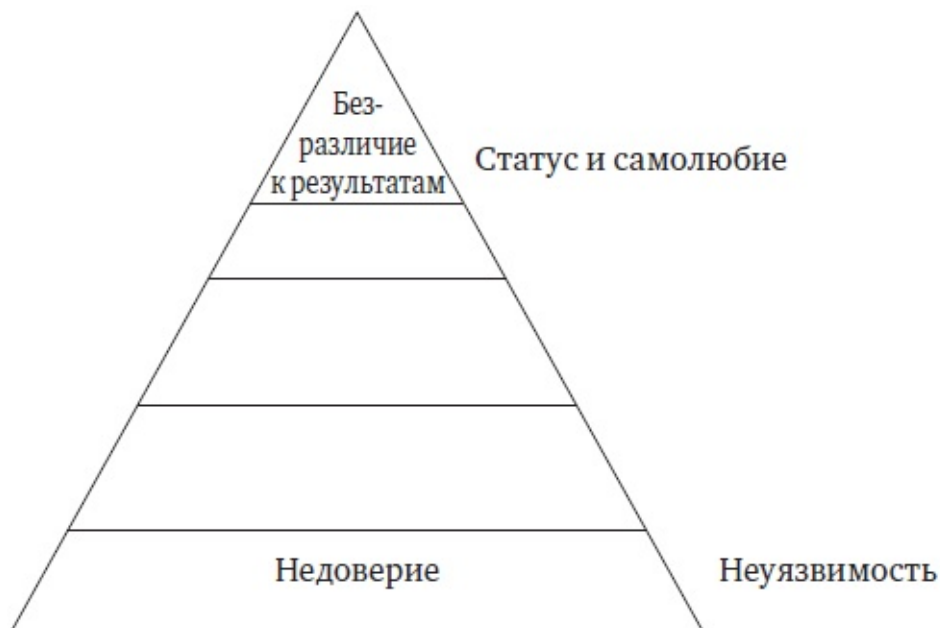 Без-
различие
к результатам
Статус и самолюбие
Недоверие
Неуязвимость